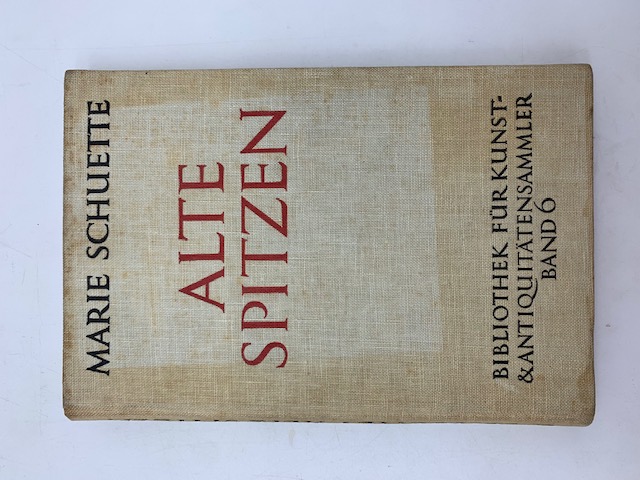 MARIE SCHUETTE
ALTE
SPITZEN
BIBLIOTHEK FÜR KUNST-
& ANTIQUITÄTENSAMMLER
BAND 6